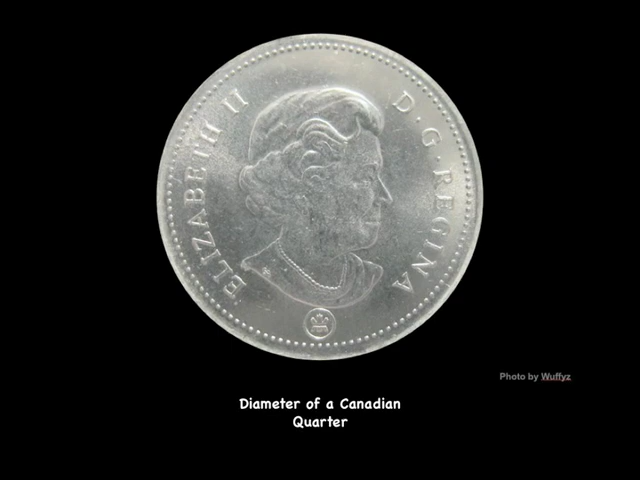 ELIZABETH II
D·G·REGINA
Photo by Wuffyz
Diameter of a Canadian
Quarter